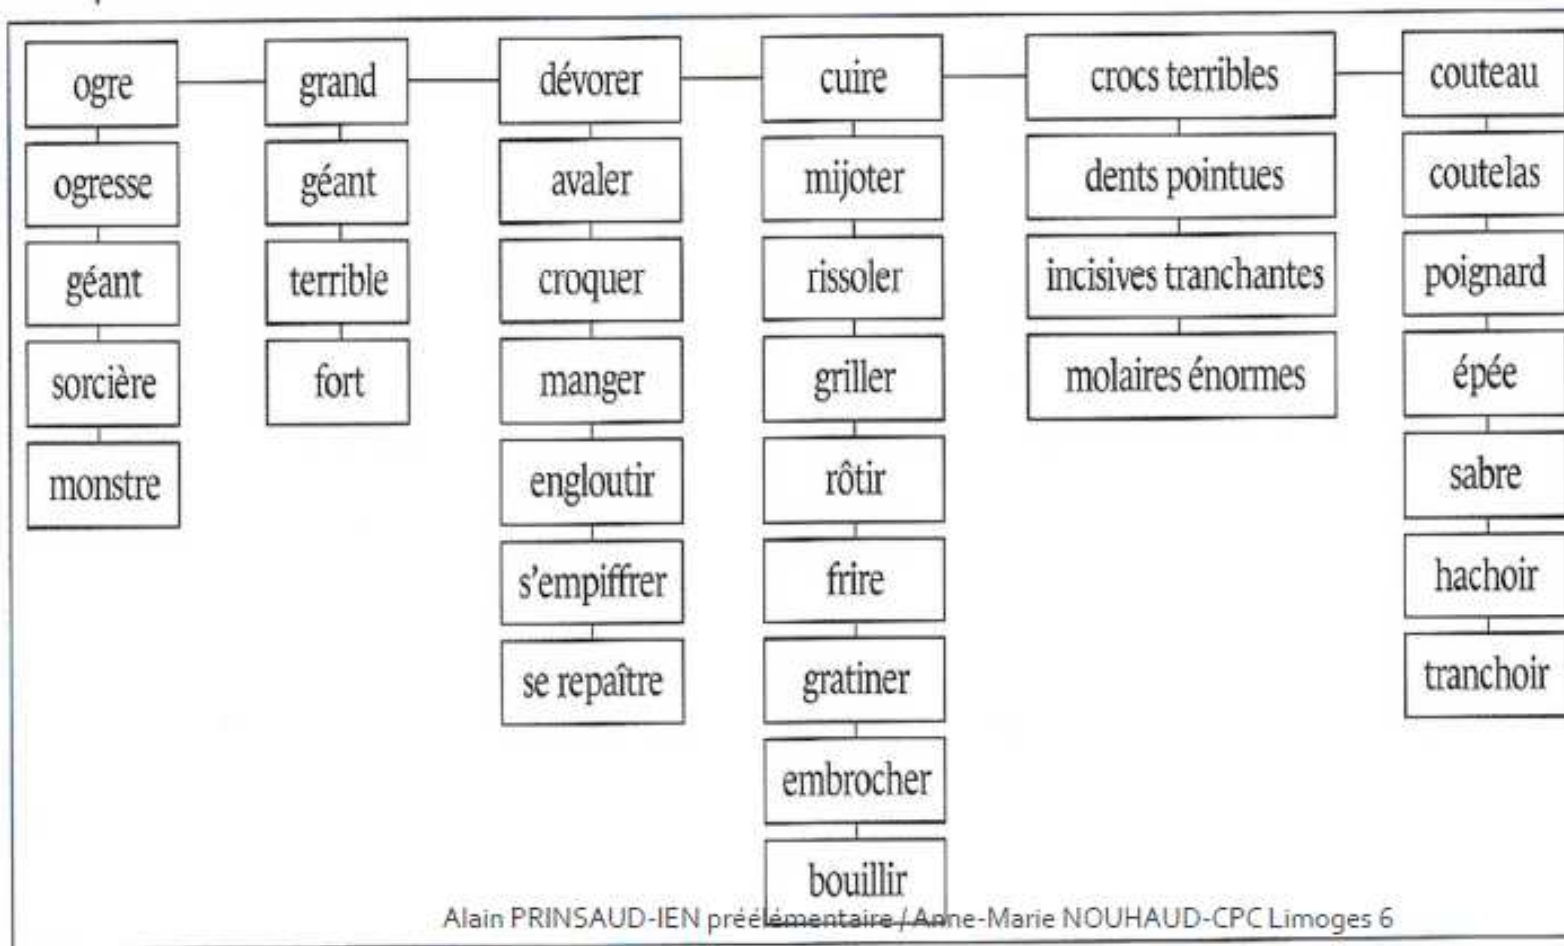 ogre grand dévorer cuire crocs terribles couteau
ogresse géant avaler mijoter dents pointues coutelas
géant terrible croquer rissoler incisives tranchantes poignard
sorcière fort manger griller molaires énormes épée
monstre engloutir rôtir sabre
s'empiffrer frire hachoir
se repaître gratiner tranchoir
embrocher
bouillir
Alain PRINSAUD-IEN préélémentaire / Anne-Marie NOUHAUD-CPC Limoges 6